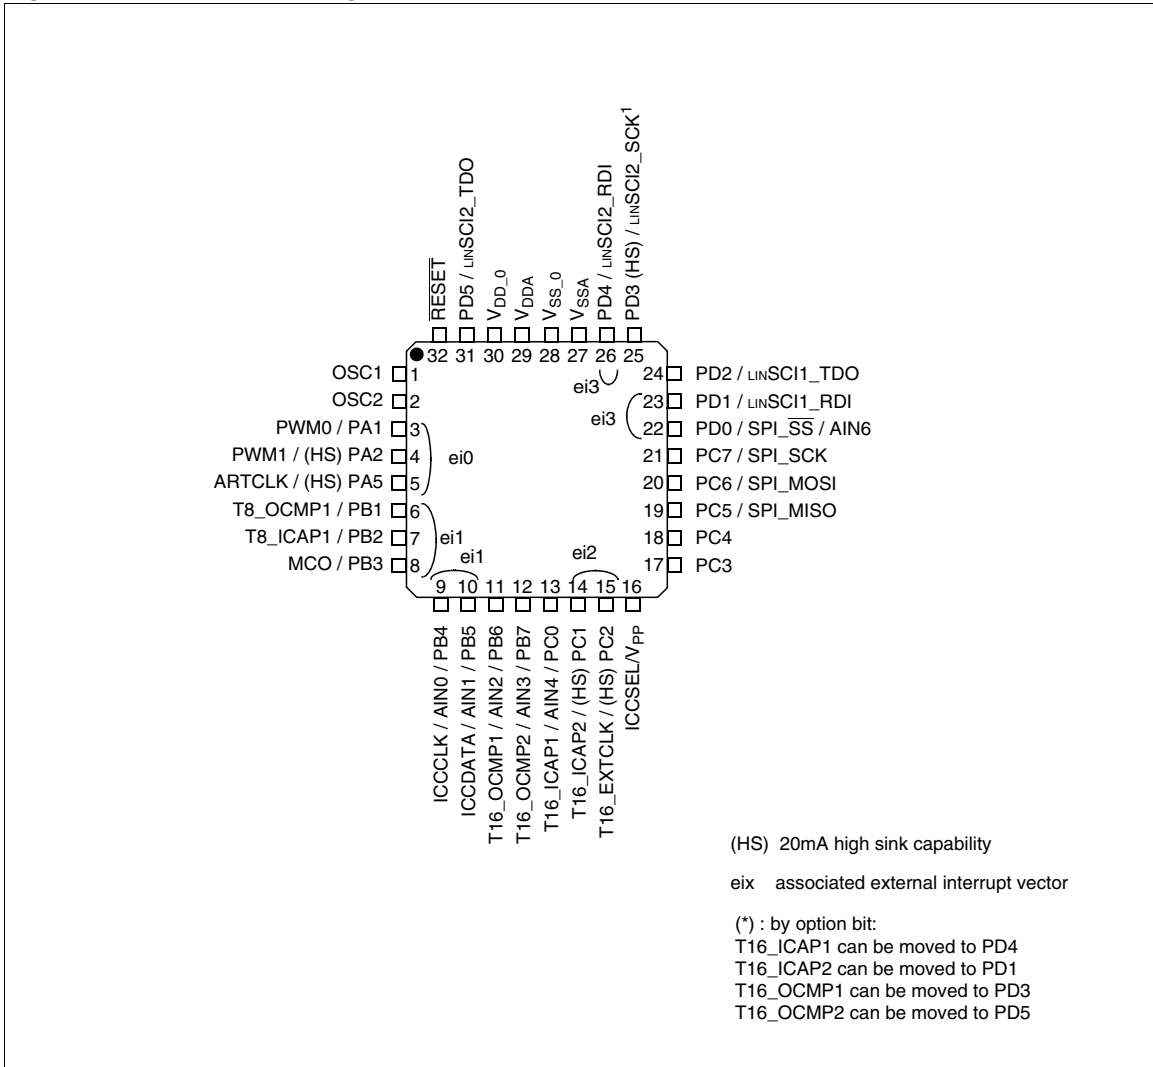 RESET
PD5 / LINSCI2_TDO
VDD_0
VDDA
VSS_0
VSSA
PD4 / LINSCI2_RDI
PD3 (HS) / LINSCI2_SCK1
32 31 30 29 28 27 26 25
OSC1 1
OSC2 2
PWM0 / PA1 3
PWM1 / (HS) PA2 4
ARTCLK / (HS) PA5 5
T8_OCMP1 / PB1 6
T8_ICAP1 / PB2 7
MCO / PB3 8
ei0
ei1
ei1
ei2
ei3
ei3
24 PD2 / LINSCI1_TDO
23 PD1 / LINSCI1_RDI
22 PD0 / SPI_SS / AIN6
21 PC7 / SPI_SCK
20 PC6 / SPI_MOSI
19 PC5 / SPI_MISO
18 PC4
17 PC3
9 10 11 12 13 14 15 16
ICCCLK / AIN0 / PB4
ICCDATA / AIN1 / PB5
T16_OCMP1 / AIN2 / PB6
T16_OCMP2 / AIN3 / PB7
T16_ICAP1 / AIN4 / PC0
T16_ICAP2 / (HS) PC1
T16_EXTCLK / (HS) PC2
ICCSEL/VPP
(HS) 20mA high sink capability
eix associated external interrupt vector
(*) : by option bit:
T16_ICAP1 can be moved to PD4
T16_ICAP2 can be moved to PD1
T16_OCMP1 can be moved to PD3
T16_OCMP2 can be moved to PD5